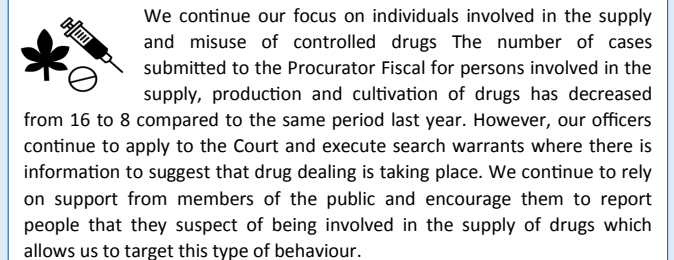 We continue our focus on individuals involved in the supply
and misuse of controlled drugs The number of cases
submitted to the Procurator Fiscal for persons involved in the
supply, production and cultivation of drugs has decreased
from 16 to 8 compared to the same period last year. However, our officers
continue to apply to the Court and execute search warrants where there is
information to suggest that drug dealing is taking place. We continue to rely
on support from members of the public and encourage them to report
people that they suspect of being involved in the supply of drugs which
allows us to target this type of behaviour.